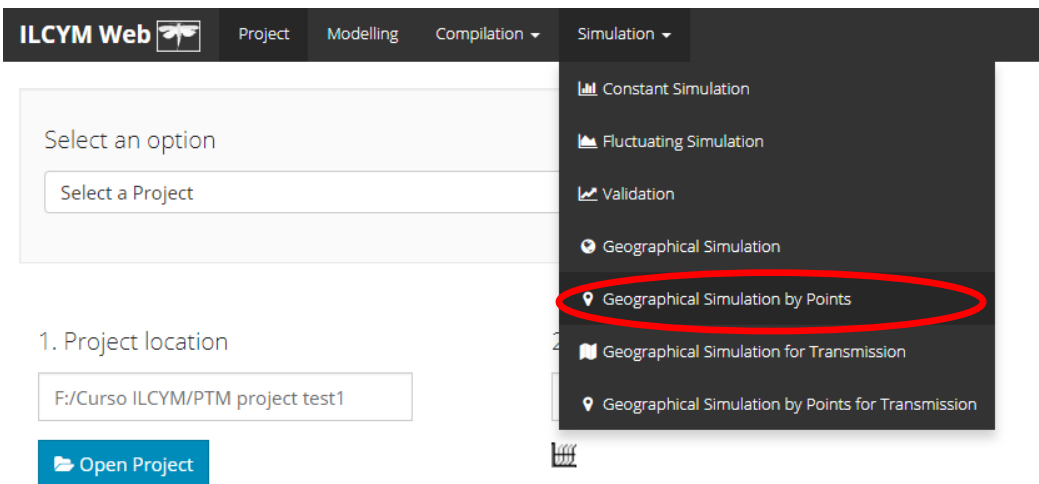 ILCYM Web Project Modelling Compilation Simulation
Constant Simulation
Select an option
Fluctuating Simulation
Select a Project
Validation
Geographical Simulation
Geographical Simulation by Points
1. Project location
2
Geographical Simulation for Transmission
F:/Curso ILCYM/PTM project test1
Geographical Simulation by Points for Transmission
Open Project